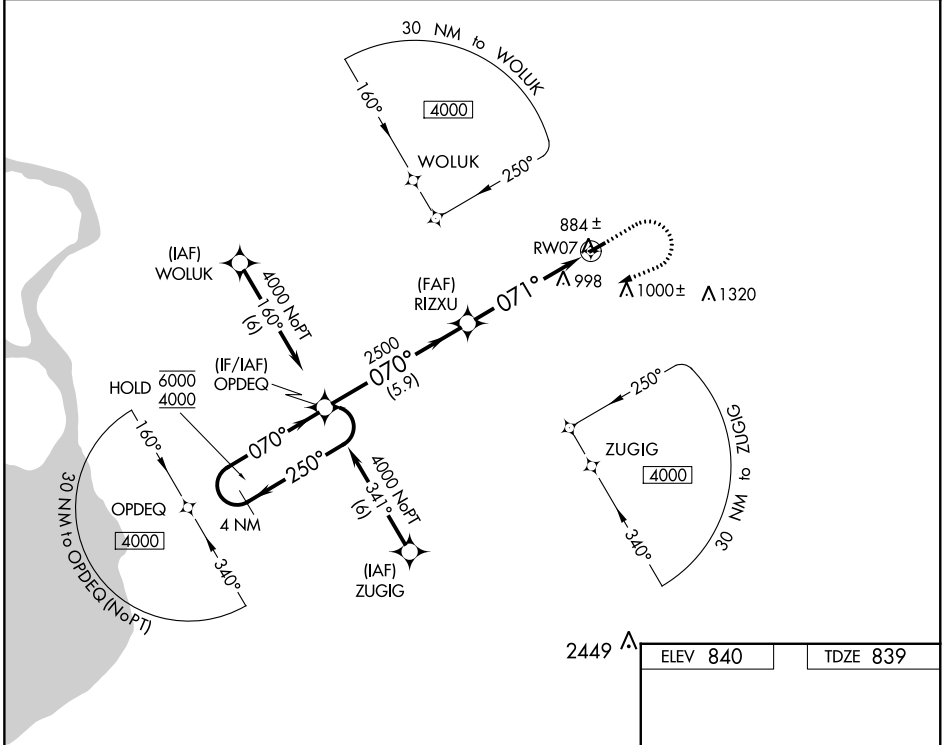 30 NM to WOLUK
160°
4000
WOLUK
250°
884 ±
RW07
998
1000±
1320
(IAF)
WOLUK
4000 NoPT
160°
(6)
(FAF)
RIZXU
071°
(IF/IAF)
OPDEQ
2500
070°
(5.9)
HOLD
6000
4000
070°
250°
4 NM
160°
OPDEQ
4000
340°
30 NM to OPDEQ (NoPT)
4000 NoPT
341°
(6)
(IAF)
ZUGIG
250°
ZUGIG
4000
340°
30 NM to ZUGIG
2449
ELEV 840
TDZE 839